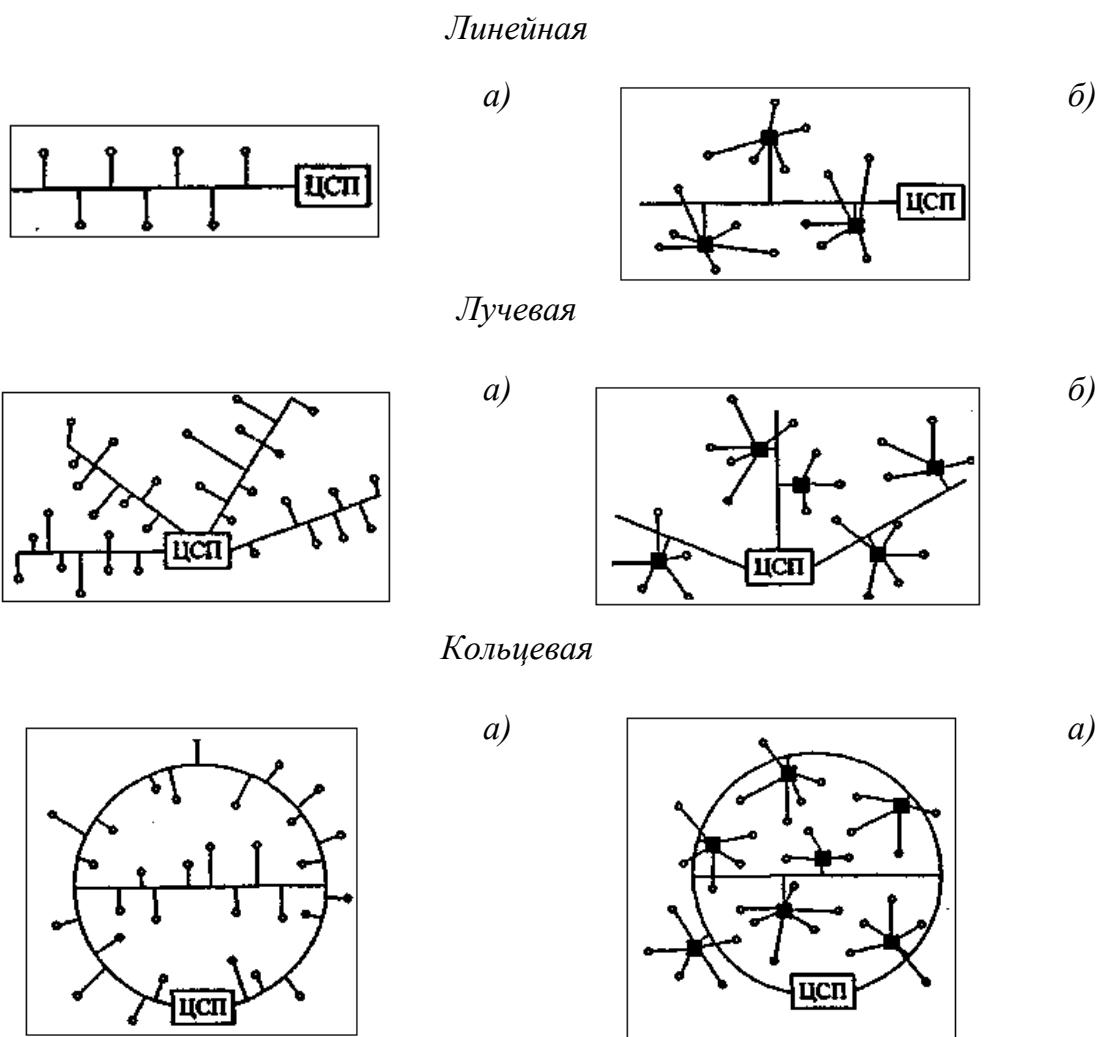 Линейная
а) б)
ЦСП ЦСП
Лучевая
а) б)
ЦСП ЦСП
Кольцевая
а) а)
ЦСП ЦСП